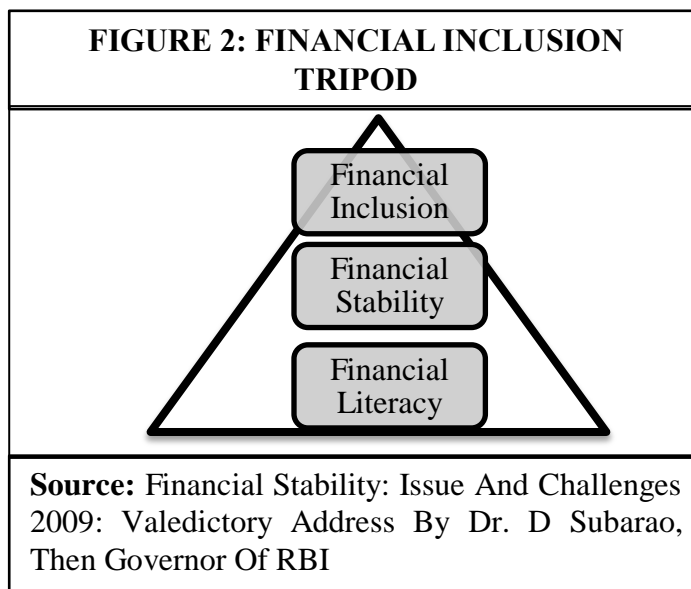 FIGURE 2: FINANCIAL INCLUSION
TRIPOD
Financial
Inclusion
Financial
Stability
Financial
Literacy
Source: Financial Stability: Issue And Challenges
2009: Valedictory Address By Dr. D Subarao,
Then Governor Of RBI